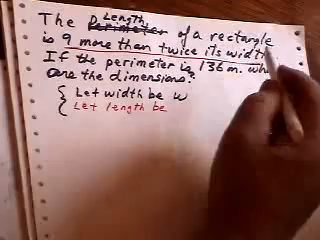 The Perimeter Length of a rectangle
is 9 more than twice its width
If the perimeter is 136 m. wh
are the dimensions?
{ Let width be w
{ Let length be